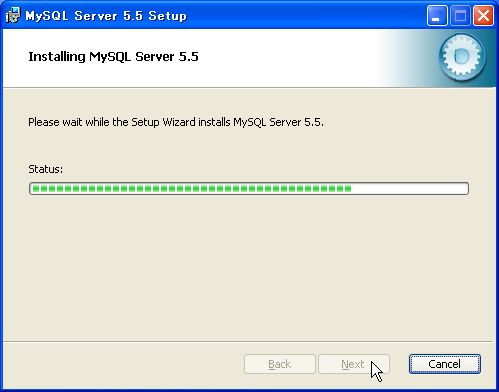 MySQL Server 5.5 Setup
Installing MySQL Server 5.5
Please wait while the Setup Wizard installs MySQL Server 5.5.
Status:
Back Next Cancel